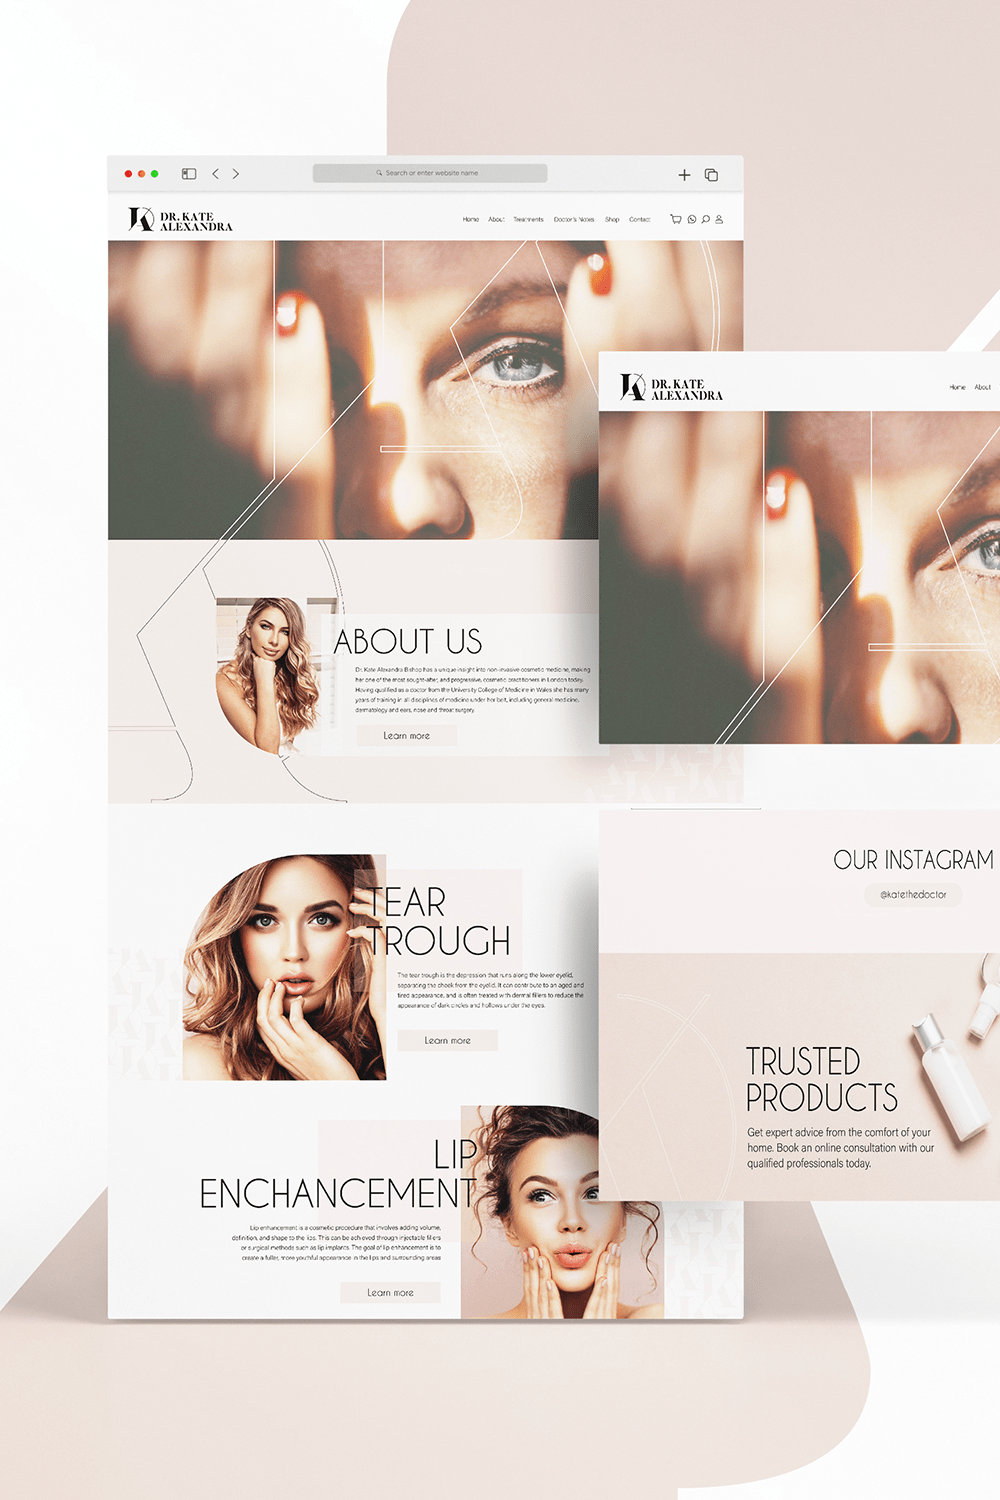 Search or enter website name
DR. KATE
ALEXANDRA
Home About Treatments Doctor's Notes Shop Contact
DR. KATE
ALEXANDRA
Home About
ABOUT US
Dr. Kate Alexandra Bishop has a unique insight into non-invasive cosmetic medicine, making
her one of the most sought-after, and progressive, cosmetic practitioners in London today.
Having qualified as a doctor from the University College of Medicine in Wales she has many
years of training in all disciplines of medicine under her belt, including general medicine,
dermatology and ears, nose and throat surgery.
Learn more
TEAR
TROUGH
The tear trough is the depression that runs along the lower eyelid,
separating the cheek from the eyelid. It can contribute to an aged and
tired appearance, and is often treated with dermal fillers to reduce the
appearance of dark circles and hollows under the eyes.
Learn more
OUR INSTAGRAM
@katethedoctor
TRUSTED
PRODUCTS
Get expert advice from the comfort of your
home. Book an online consultation with our
qualified professionals today.
LIP
ENCHANCEMENT
Lip enhancement is a cosmetic procedure that involves adding volume,
definition, and shape to the lips. This can be achieved through injectable fillers
or surgical methods such as lip implants. The goal of lip enhancement is to
create a fuller, more youthful appearance in the lips and surrounding areas
Learn more